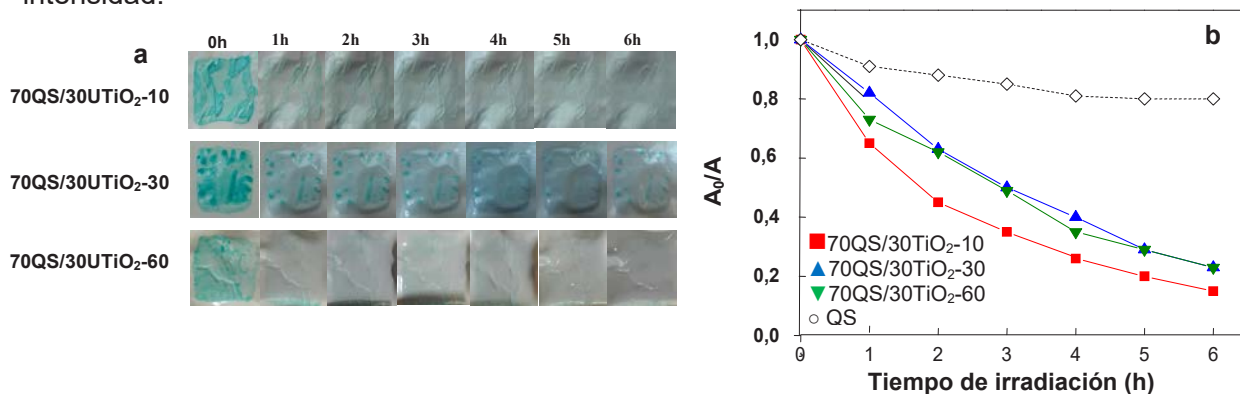 intensidad.
a
0h 1h 2h 3h 4h 5h 6h
70QS/30UTiO₂-10
70QS/30UTiO₂-30
70QS/30UTiO₂-60
b
1,0
0,8
0,6
0,4
0,2
0,0
A₀/A
70QS/30TiO₂-10
70QS/30TiO₂-30
70QS/30TiO₂-60
QS
0 1 2 3 4 5 6
Tiempo de irradiación (h)